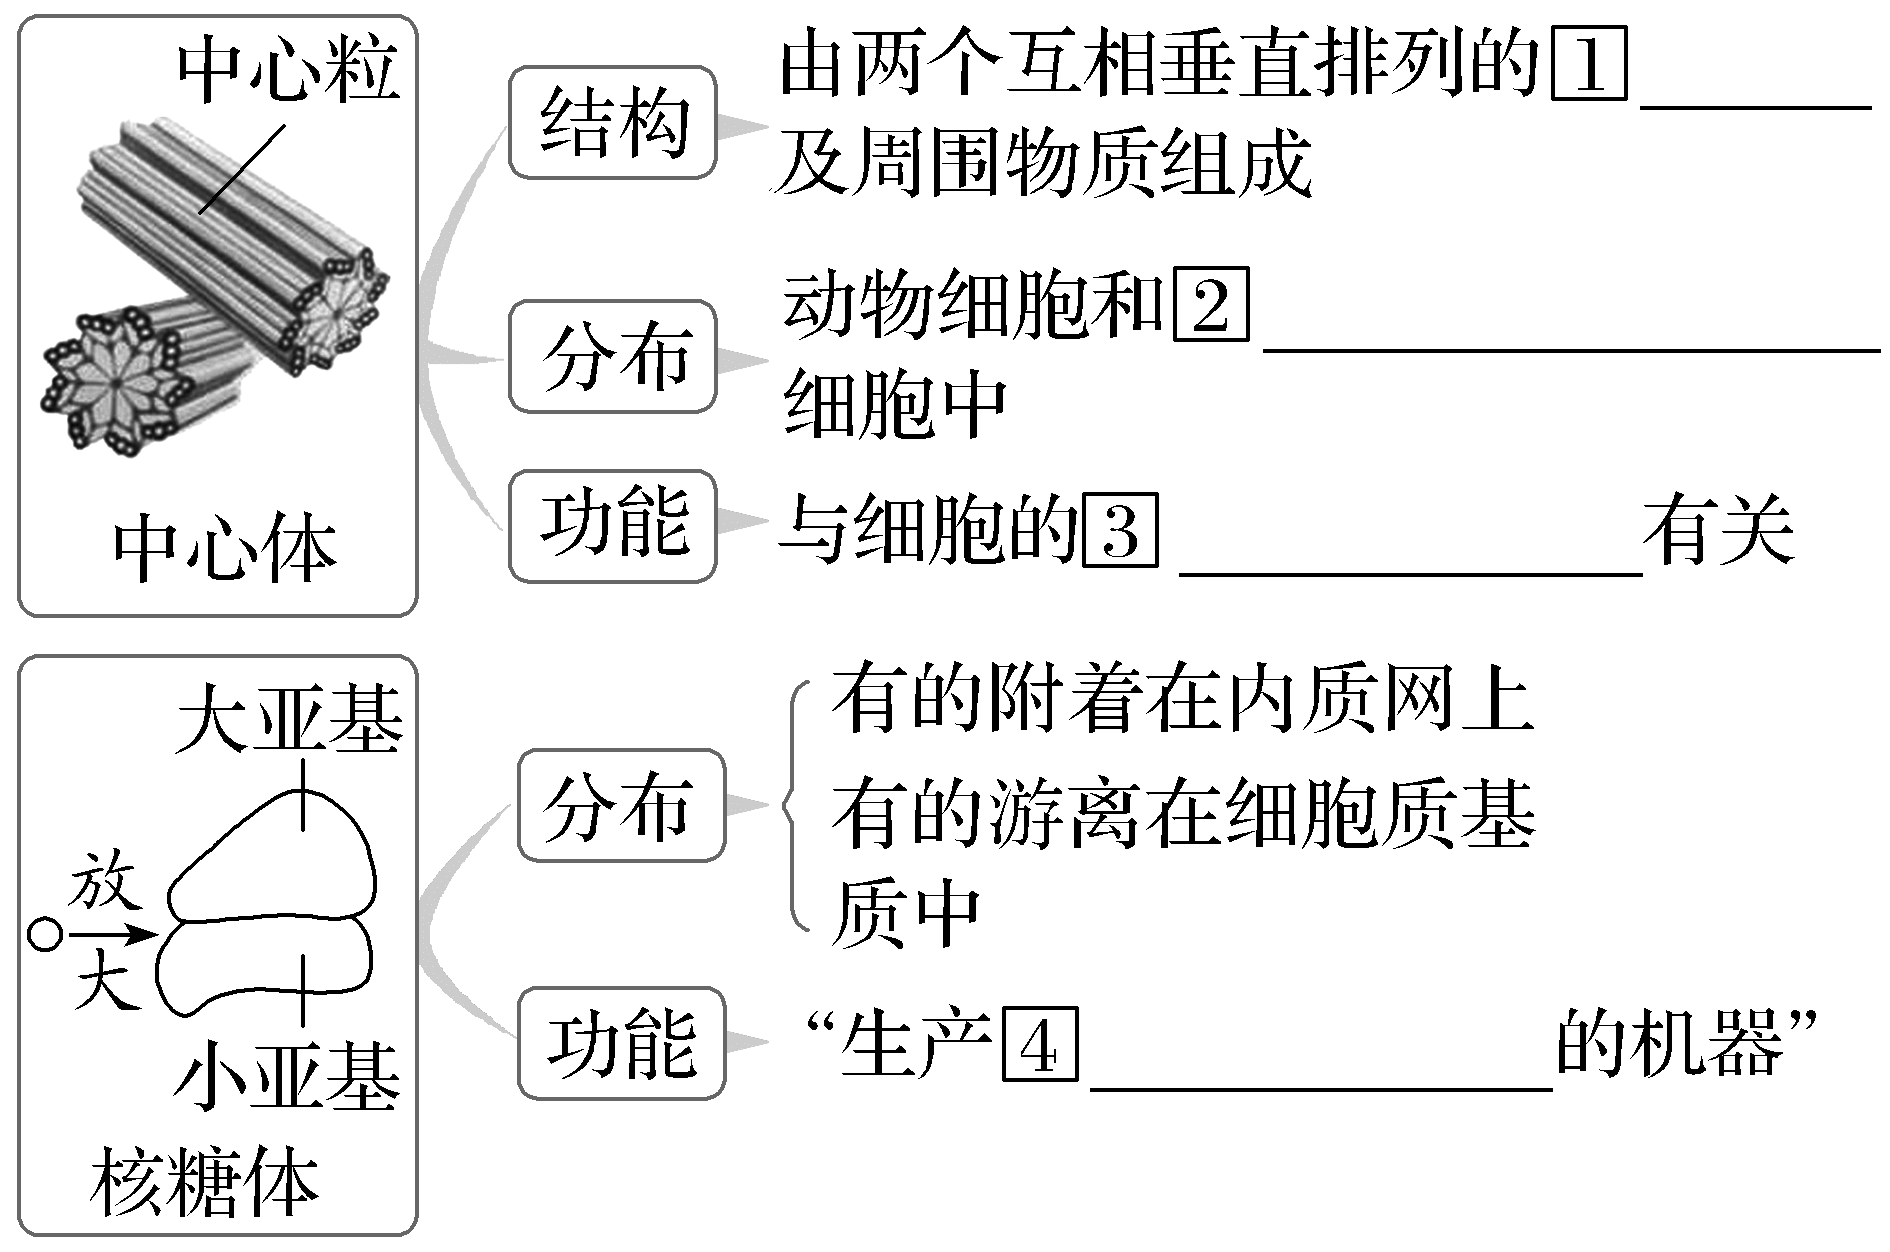 中心粒
中心体
结构
由两个互相垂直排列的1
及周围物质组成
分布
动物细胞和2
细胞中
功能
与细胞的3 有关
大亚基
放
大
小亚基
核糖体
分布
有的附着在内质网上
有的游离在细胞质基
质中
功能
“生产4 的机器”